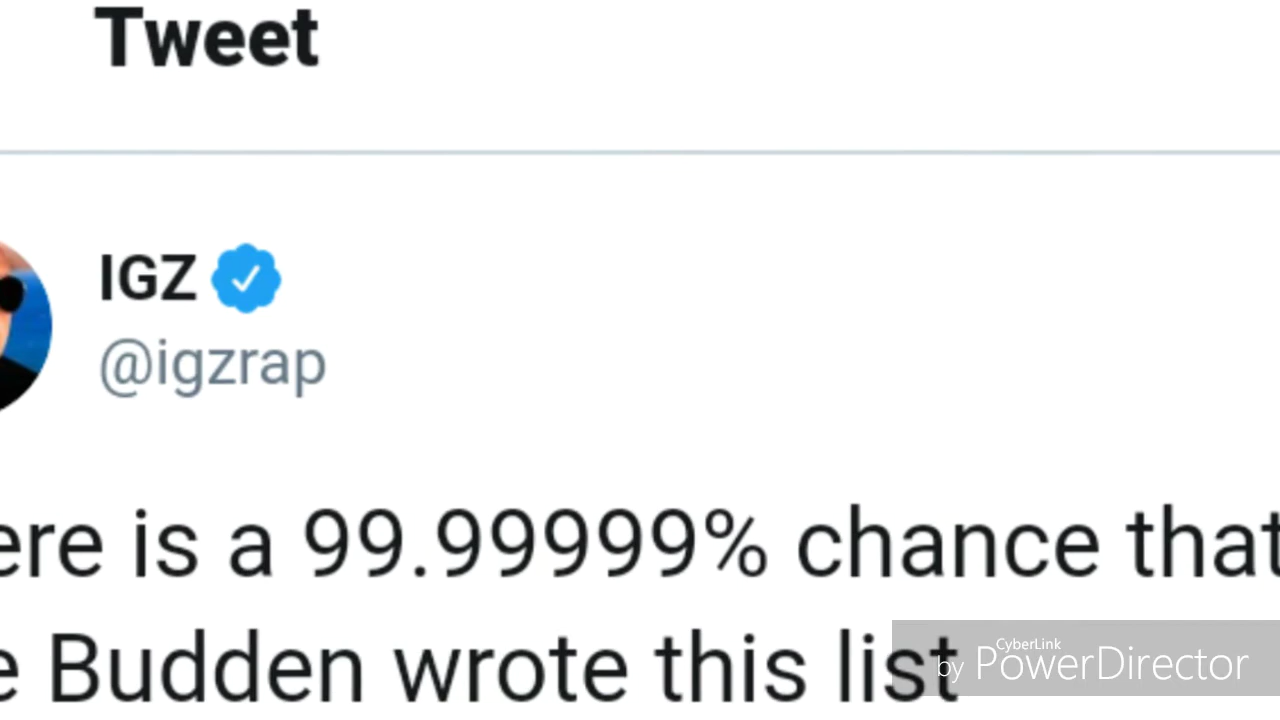 Tweet
IGZ
@igzrap
ere is a 99.99999% chance that
e Budden wrote this list
CyberLink
by PowerDirector